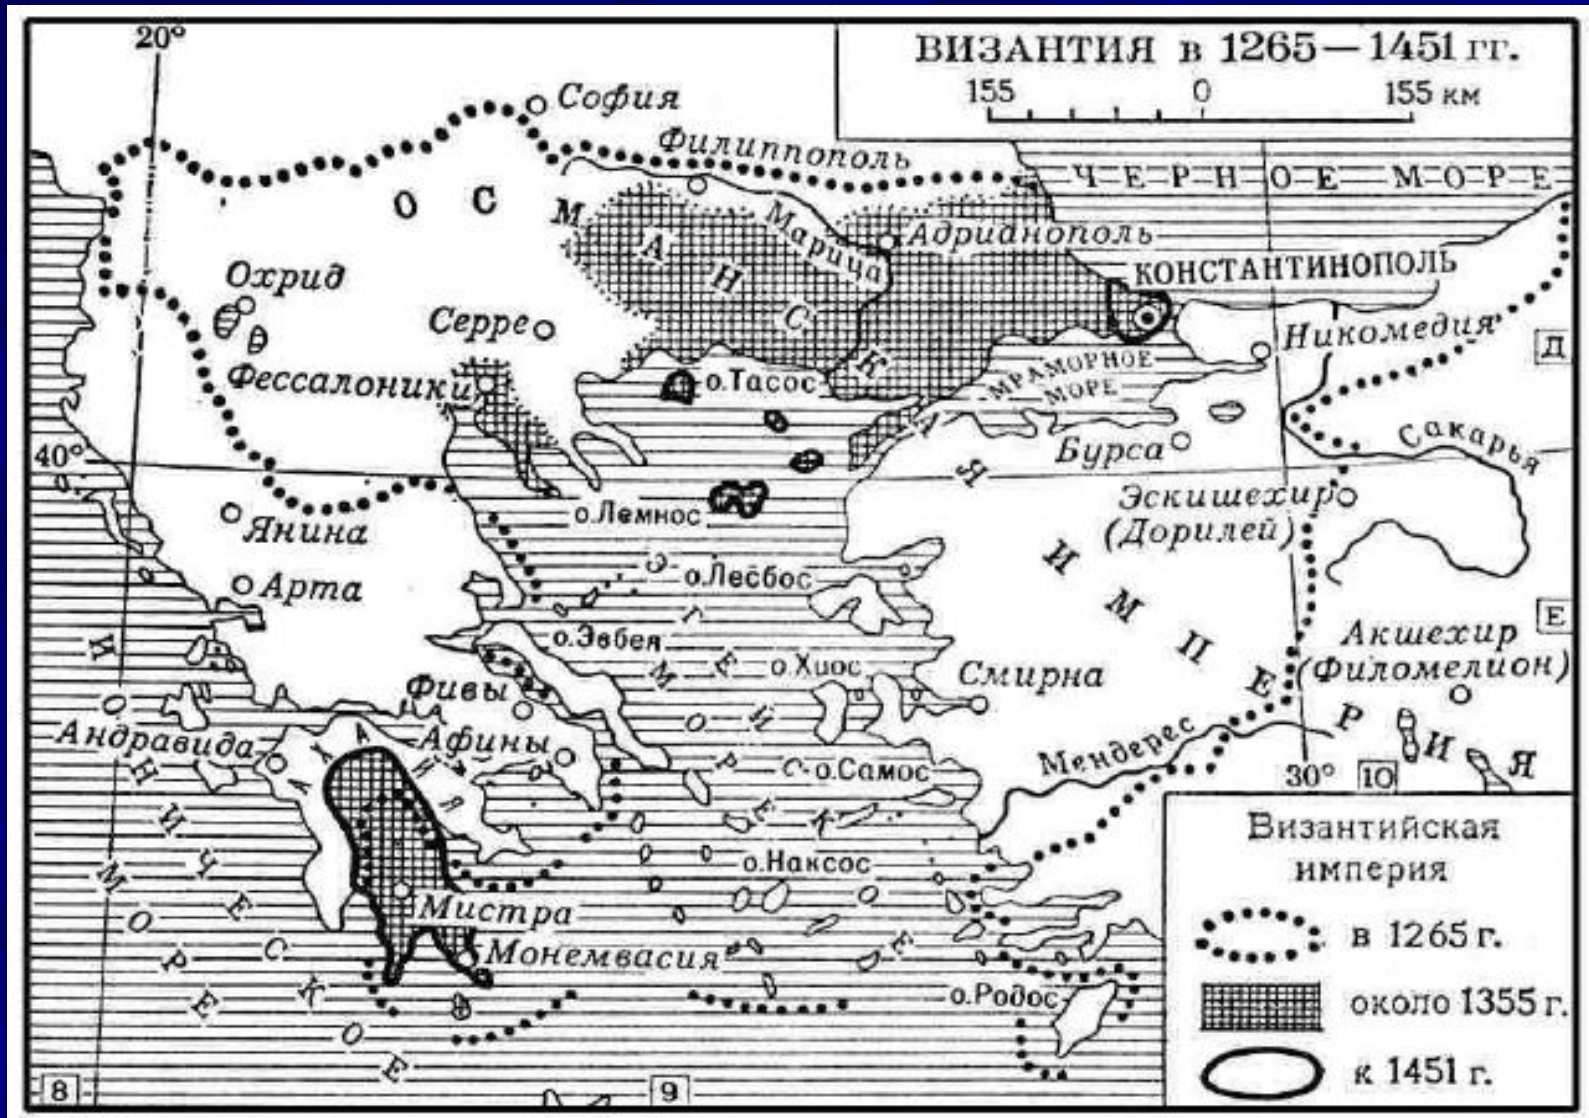 20°
ВИЗАНТИЯ в 1265—1451 гг.
155 0 155 км
София
Филиппополь
ЧЕРНОЕ МОРЕ
ОСМАНСКАЯ ИМПЕРИЯ
Марица
Адрианополь
КОНСТАНТИНОПОЛЬ
Охрид
Серре
Никомедия
Д
Фессалоники
о.Тасос
МРАМОРНОЕ
МОРЕ
Сакарья
40°
Бурса
Эскишехир
(Дорилей)
Янина
о.Лемнос
Арта
о.Лесбос
ЭГЕЙСКОЕ
МОРЕ
Е
о.Эвбея
Акшехир
(Филомелион)
о.Хиос
Смирна
Фивы
Мендерес
Андравида
АХАЙЯ
Афины
о.Самос
30°
10
ИОНИЧЕСКОЕ
МОРЕ
о.Наксос
Мистра
Монемвасия
о.Родос
Византийская
империя
в 1265 г.
около 1355 г.
к 1451 г.
8
9